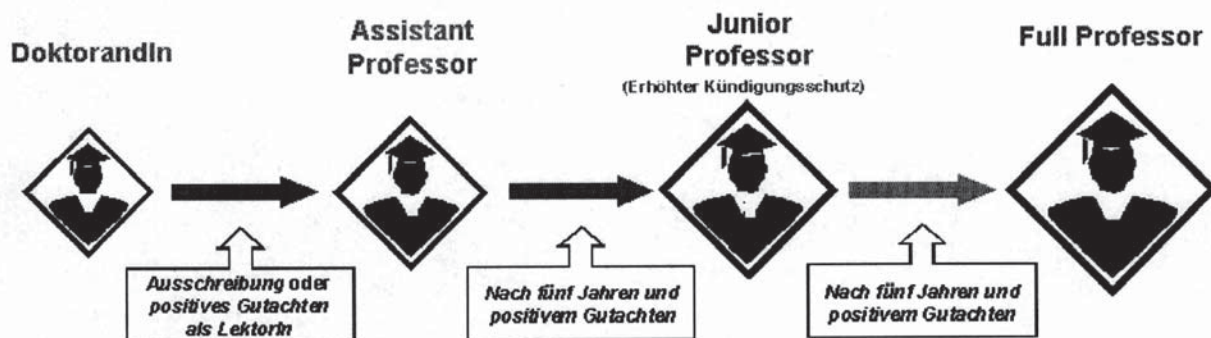 DoktorandIn
Assistant
Professor
Junior
Professor
(Erhöhter Kündigungsschutz)
Full Professor
Ausschreibung oder
positives Gutachten
als LektorIn
Nach fünf Jahren und
positivem Gutachten
Nach fünf Jahren und
positivem Gutachten